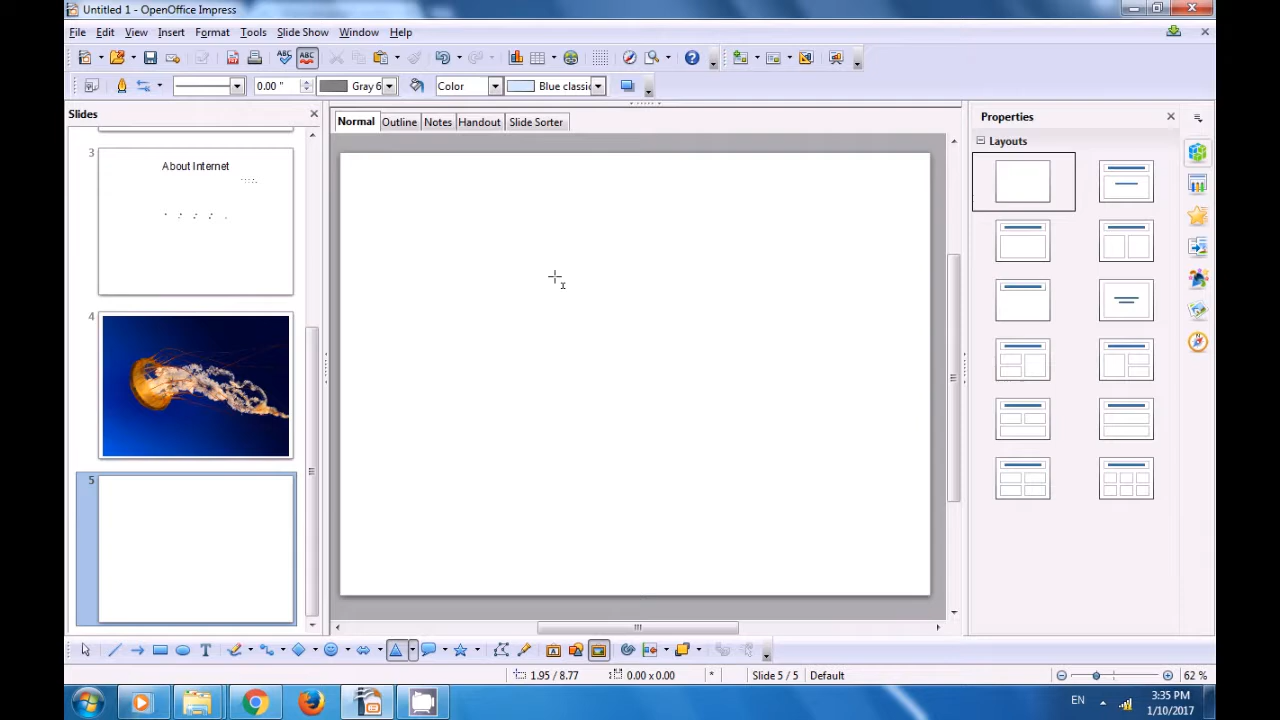 Untitled 1 - OpenOffice Impress
File Edit View Insert Format Tools Slide Show Window Help
0.00 " Gray 6 Color Blue classic
Slides
Normal Outline Notes Handout Slide Sorter
Properties
Layouts
3
About Internet
4
5
1.95 / 8.77 0.00 x 0.00 * Slide 5 / 5 Default 62 %
EN 3:35 PM
1/10/2017